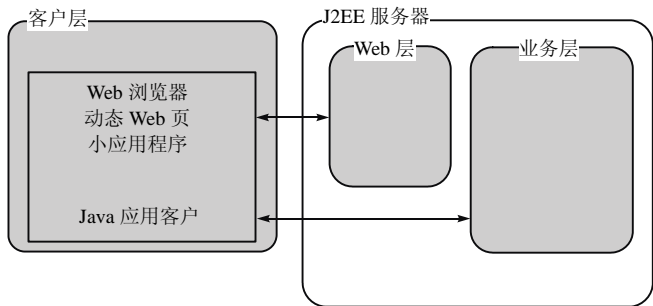 客户层
J2EE 服务器
Web 层
业务层
Web 浏览器
动态 Web 页
小应用程序
Java 应用客户